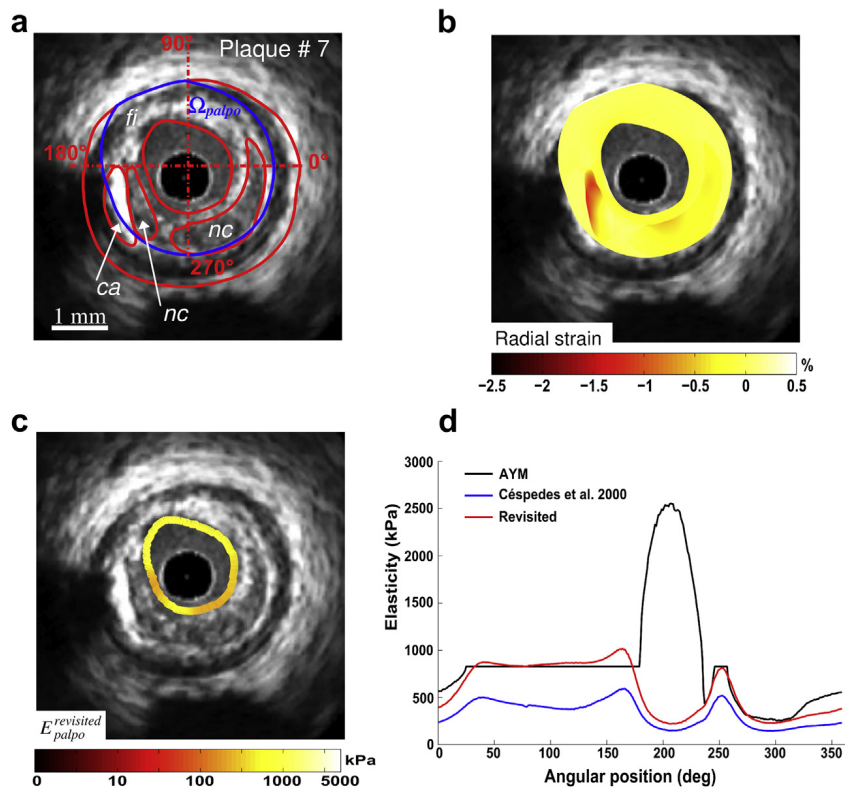 a
Plaque # 7
90°
Ωpalpo
fi
180°
0°
nc
270°
ca
nc
1 mm
b
Radial strain
%
−2.5 −2 −1.5 −1 −0.5 0 0.5
c
E revisited palpo
kPa
0 10 100 1000 5000
d
3000
2500
2000
1500
1000
500
0
Elasticity (kPa)
AYM
Céspedes et al. 2000
Revisited
0 50 100 150 200 250 300 350
Angular position (deg)